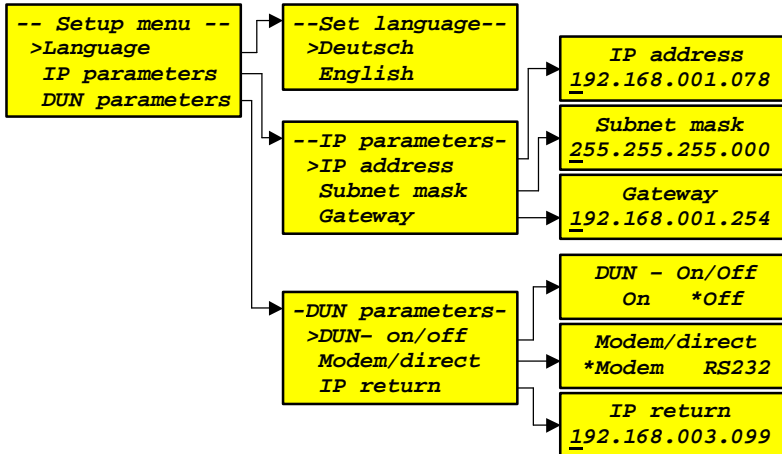 -- Setup menu --
>Language
IP parameters
DUN parameters
--Set language--
>Deutsch
English
--IP parameters-
>IP address
Subnet mask
Gateway
IP address
192.168.001.078
Subnet mask
255.255.255.000
Gateway
192.168.001.254
-DUN parameters-
>DUN- on/off
Modem/direct
IP return
DUN - On/Off
On *Off
Modem/direct
*Modem RS232
IP return
192.168.003.099